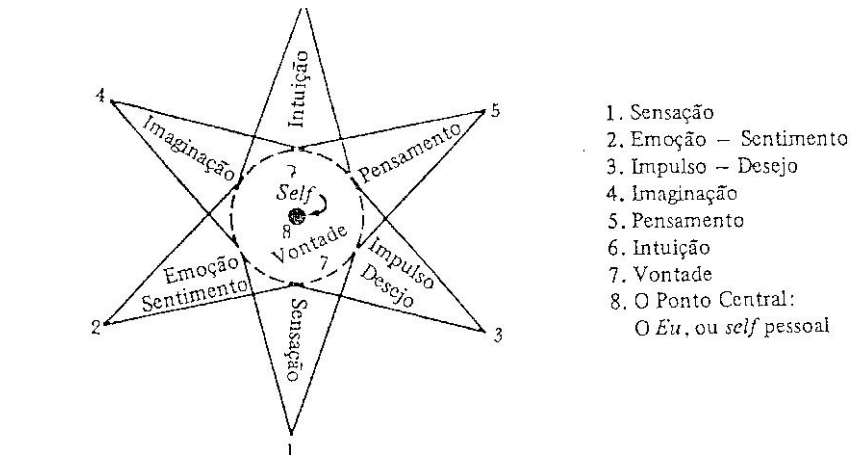 Intuição
4
Imaginação
5
Pensamento
7
Self
8
Vontade
7
Emoção
Sentimento
Impulso
Desejo
Sensação
2
3
1
1. Sensação
2. Emoção — Sentimento
3. Impulso — Desejo
4. Imaginação
5. Pensamento
6. Intuição
7. Vontade
8. O Ponto Central:
O Eu, ou self pessoal